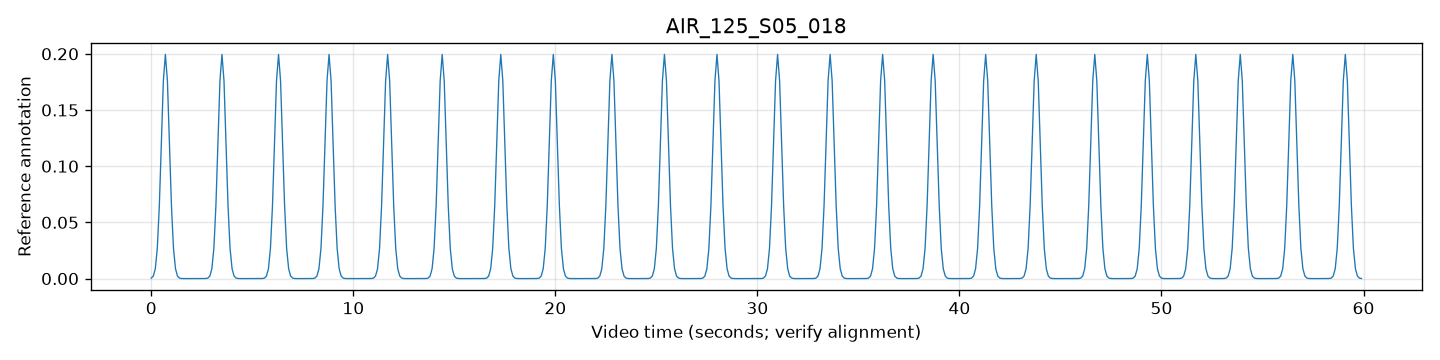 AIR_125_S05_018
Reference annotation
0.20
0.15
0.10
0.05
0.00
0 10 20 30 40 50 60
Video time (seconds; verify alignment)